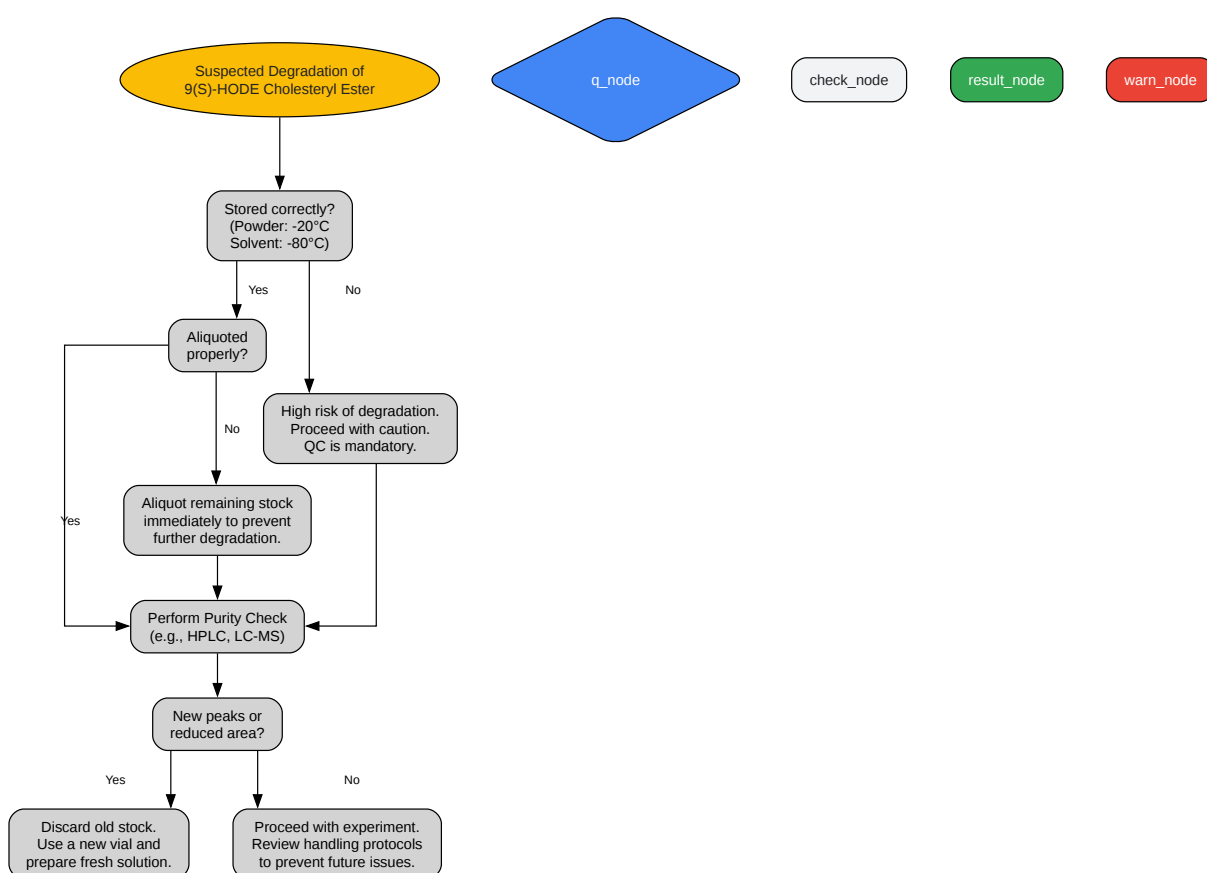 Suspected Degradation of
9(S)-HODE Cholesteryl Ester
q_node
check_node
result_node
warn_node
Stored correctly?
(Powder: -20°C
Solvent: -80°C)
Yes
No
Aliquoted
properly?
High risk of degradation.
Proceed with caution.
QC is mandatory.
No
Aliquot remaining stock
immediately to prevent
further degradation.
Yes
Perform Purity Check
(e.g., HPLC, LC-MS)
New peaks or
reduced area?
Yes
No
Discard old stock.
Use a new vial and
prepare fresh solution.
Proceed with experiment.
Review handling protocols
to prevent future issues.